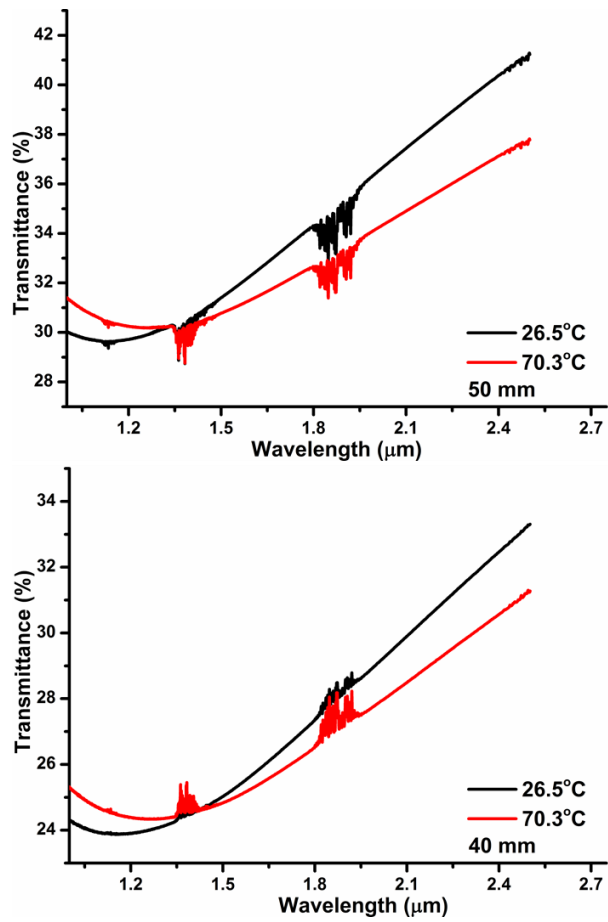 42
40
38
36
34
32
30
28
Transmittance (%)
26.5°C
70.3°C
50 mm
1.2 1.5 1.8 2.1 2.4 2.7
Wavelength (μm)
34
32
30
28
26
24
Transmittance (%)
26.5°C
70.3°C
40 mm
1.2 1.5 1.8 2.1 2.4 2.7
Wavelength (μm)